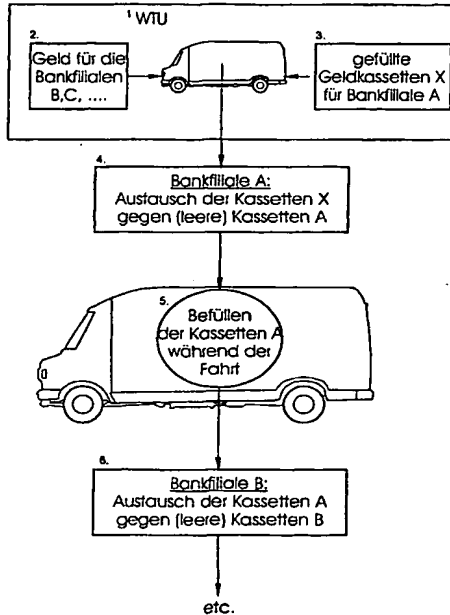 1 WTU
2.
Geld für die
Bankfilialen
B,C, ....
3.
gefüllte
Geldkassetten X
für Bankfiliale A
4.
Bankfiliale A:
Austausch der Kassetten X
gegen (leere) Kassetten A
5.
Befüllen
der Kassetten A
während der
Fahrt
6.
Bankfiliale B:
Austausch der Kassetten A
gegen (leere) Kassetten B
etc.